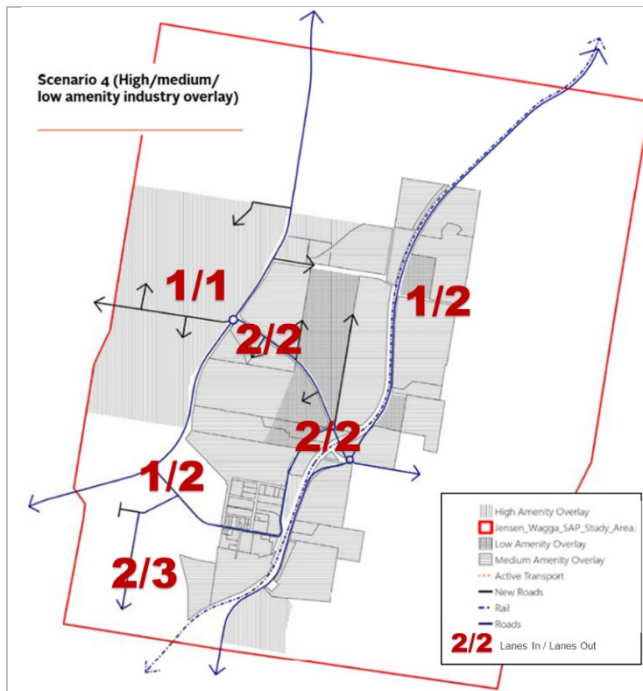 Scenario 4 (High/medium/
low amenity industry overlay)
1/1
1/2
2/2
2/2
1/2
2/3
High Amenity Overlay
Jensen_Wagga_SAP_Study_Area
Low Amenity Overlay
Medium Amenity Overlay
Active Transport
New Roads
Rail
Roads
2/2 Lanes In / Lanes Out